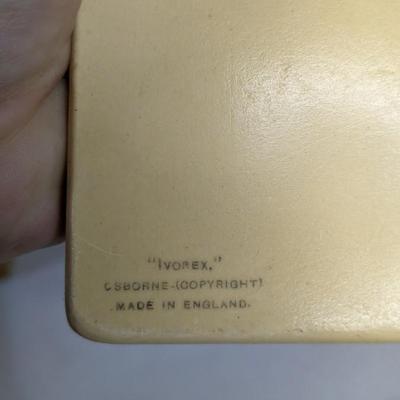 "IVOREX,"
OSBORNE-(COPYRIGHT)
MADE IN ENGLAND.